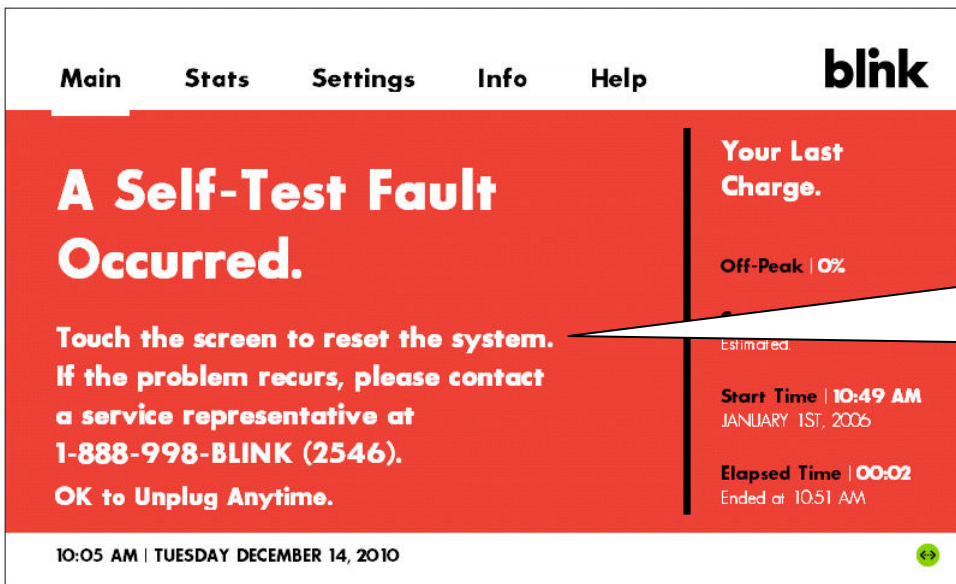 Main Stats Settings Info Help blink
A Self-Test Fault
Occurred.
Touch the screen to reset the system.
If the problem recurs, please contact
a service representative at
1-888-998-BLINK (2546).
OK to Unplug Anytime.
Your Last
Charge.
Off-Peak | 0%
Estimated.
Start Time | 10:49 AM
JANUARY 1ST, 2006
Elapsed Time | 00:02
Ended at 10:51 AM
10:05 AM | TUESDAY DECEMBER 14, 2010